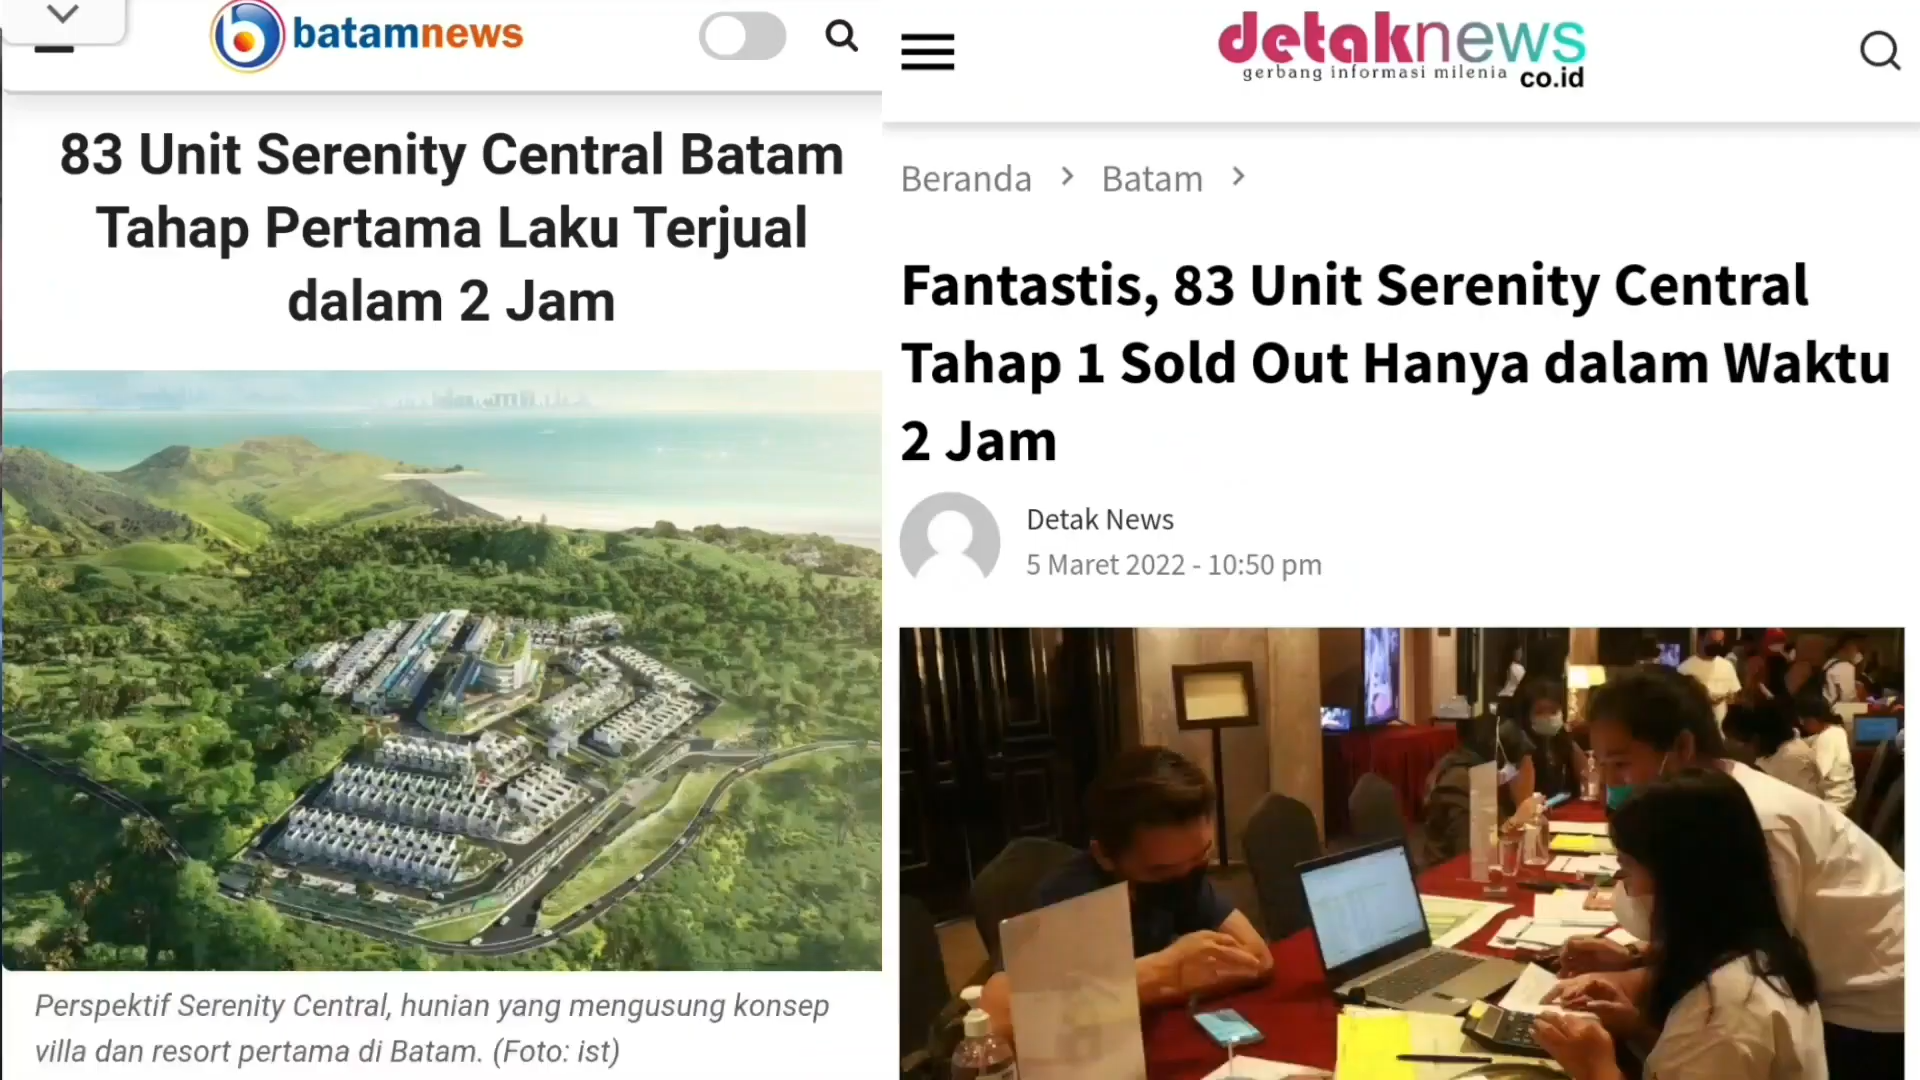 batamnews
83 Unit Serenity Central Batam
Tahap Pertama Laku Terjual
dalam 2 Jam
Perspektif Serenity Central, hunian yang mengusung konsep
villa dan resort pertama di Batam. (Foto: ist)
detaknews
gerbang informasi milenia
co.id
Beranda > Batam >
Fantastis, 83 Unit Serenity Central
Tahap 1 Sold Out Hanya dalam Waktu
2 Jam
Detak News
5 Maret 2022 - 10:50 pm